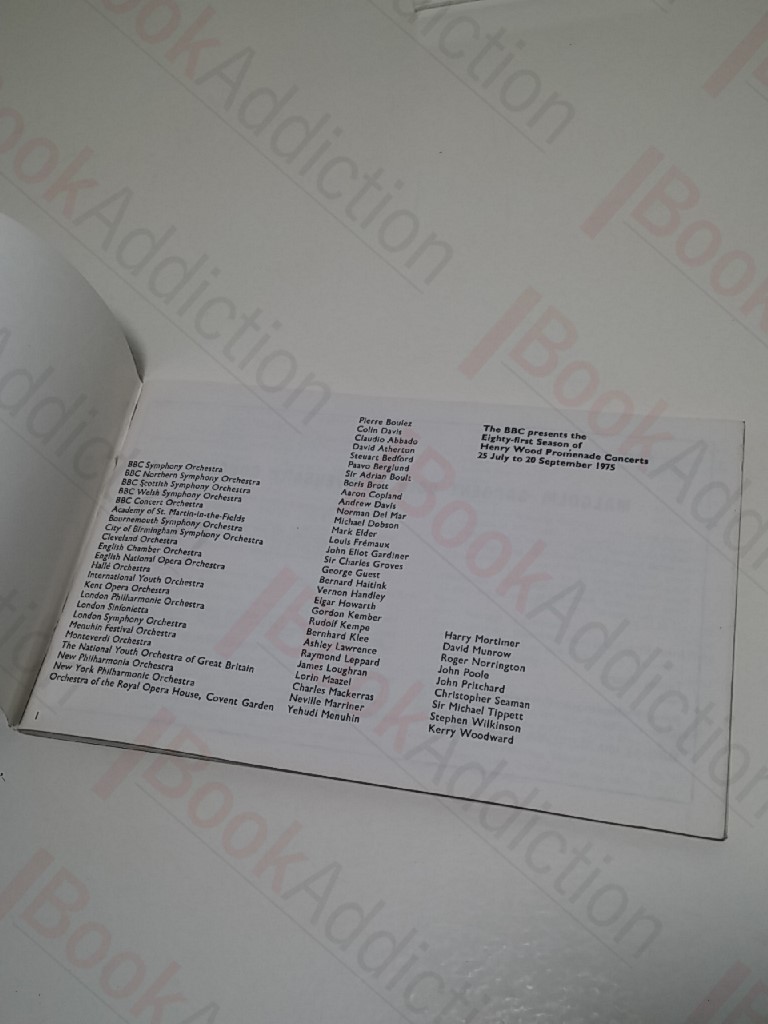 The BBC presents the
Eighty-first Season of
Henry Wood Promenade Concerts
25 July to 20 September 1975
BBC Symphony Orchestra
BBC Northern Symphony Orchestra
BBC Scottish Symphony Orchestra
BBC Welsh Symphony Orchestra
BBC Concert Orchestra
Academy of St. Martin-in-the-Fields
Bournemouth Symphony Orchestra
City of Birmingham Symphony Orchestra
Cleveland Orchestra
English Chamber Orchestra
English National Opera Orchestra
Hallé Orchestra
International Youth Orchestra
Kent Opera Orchestra
London Philharmonic Orchestra
London Sinfonietta
London Symphony Orchestra
Menuhin Festival Orchestra
Monteverdi Orchestra
The National Youth Orchestra of Great Britain
New Philharmonia Orchestra
New York Philharmonic Orchestra
Orchestra of the Royal Opera House, Covent Garden
Pierre Boulez
Colin Davis
Claudio Abbado
David Atherton
Steuart Bedford
Paavo Berglund
Sir Adrian Boult
Boris Brott
Aaron Copland
Andrew Davis
Norman Del Mar
Michael Dobson
Mark Elder
Louis Frémaux
John Eliot Gardiner
Sir Charles Groves
George Guest
Bernard Haitink
Vernon Handley
Elgar Howarth
Gordon Kember
Rudolf Kempe
Bernhard Klee
Ashley Lawrence
Raymond Leppard
James Loughran
Lorin Maazel
Charles Mackerras
Neville Marriner
Yehudi Menuhin
Harry Mortimer
David Munrow
Roger Norrington
John Poole
John Pritchard
Christopher Seaman
Sir Michael Tippett
Stephen Wilkinson
Kerry Woodward
1
BookAddiction
BookAddiction
BookAddiction
BookAddiction
BookAddiction
BookAddiction
BookAddiction